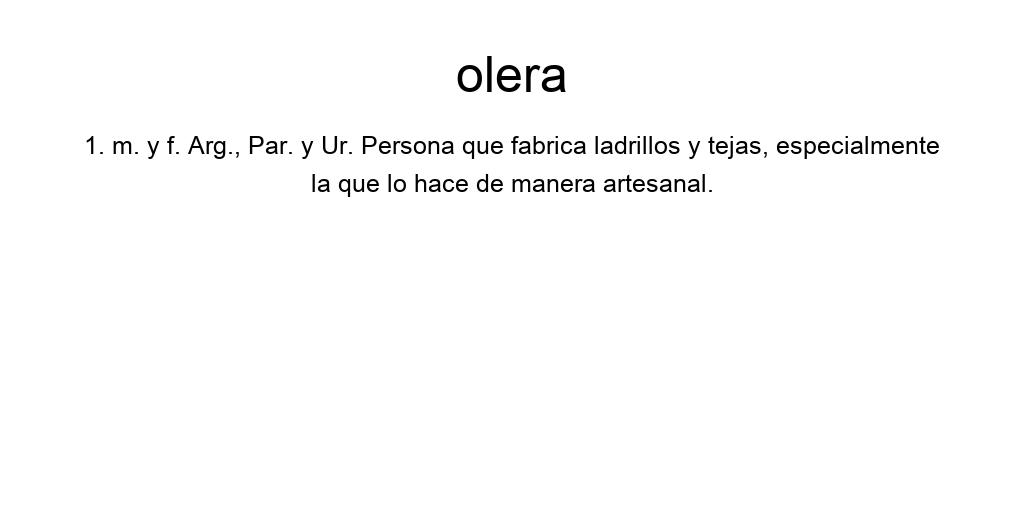 olera
1. m. y f. Arg., Par. y Ur. Persona que fabrica ladrillos y tejas, especialmente
la que lo hace de manera artesanal.